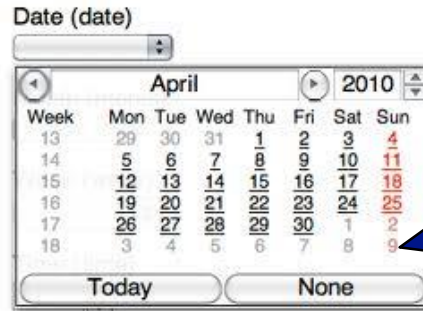 Date (date)
April 2010
Week Mon Tue Wed Thu Fri Sat Sun
13 29 30 31 1 2 3 4
14 5 6 7 8 9 10 11
15 12 13 14 15 16 17 18
16 19 20 21 22 23 24 25
17 26 27 28 29 30 1 2
18 3 4 5 6 7 8 9
Today None